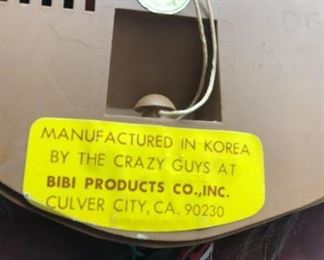 MANUFACTURED IN KOREA
BY THE CRAZY GUYS AT
BIBI PRODUCTS CO.,INC.
CULVER CITY, CA. 90230